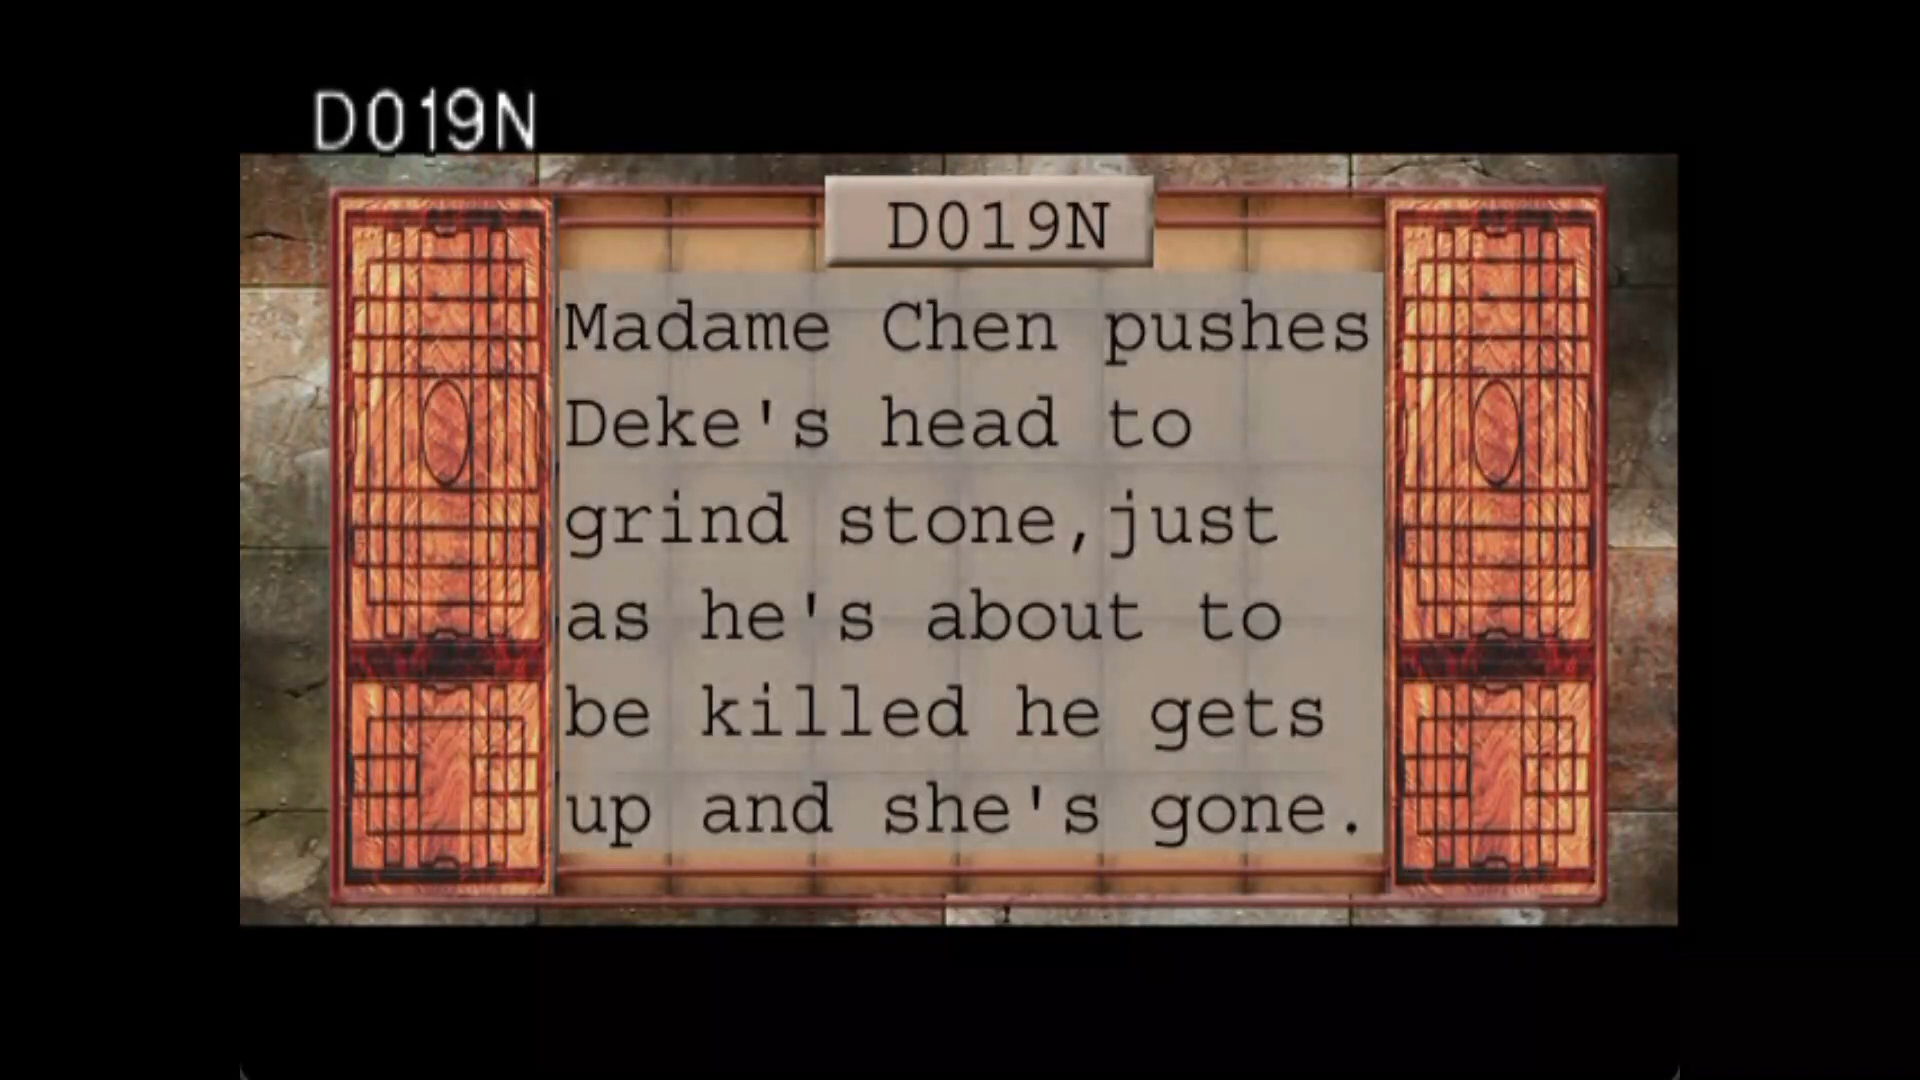 D019N
D019N
Madame Chen pushes
Deke's head to
grind stone,just
as he's about to
be killed he gets
up and she's gone.